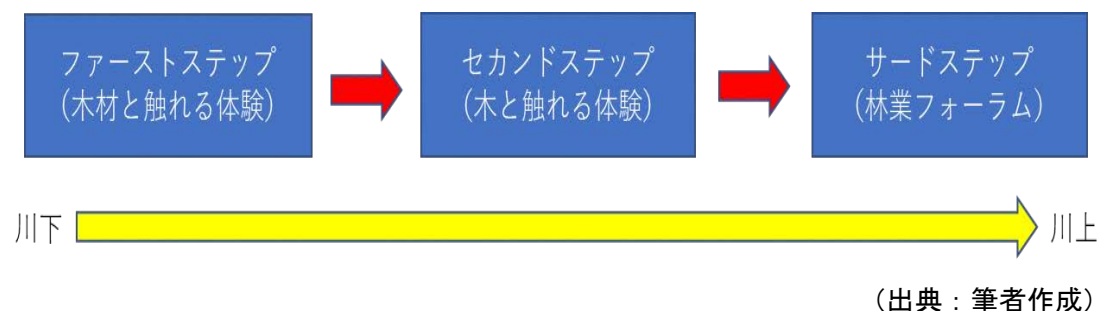 ファーストステップ
(木材と触れる体験)
セカンドステップ
(木と触れる体験)
サードステップ
(林業フォーラム)
川下
川上
(出典:筆者作成)